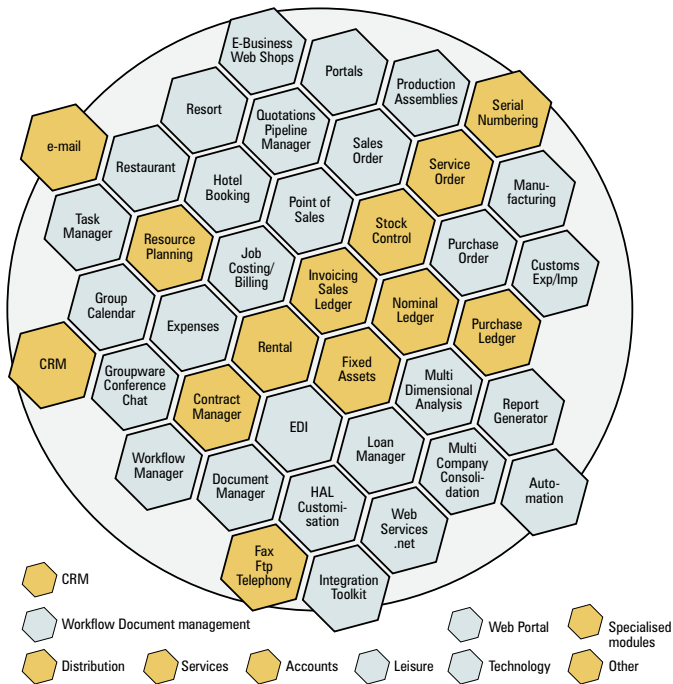 E-Business
Web Shops
Portals
Production
Assemblies
Serial
Numbering
Resort
Quotations
Pipeline
Manager
Sales
Order
Service
Order
Manu-
facturing
e-mail
Restaurant
Hotel
Booking
Point of
Sales
Stock
Control
Purchase
Order
Customs
Exp/Imp
Task
Manager
Resource
Planning
Job
Costing/
Billing
Invoicing
Sales
Ledger
Nominal
Ledger
Purchase
Ledger
Group
Calendar
Expenses
Rental
Fixed
Assets
Multi
Dimensional
Analysis
Report
Generator
CRM
Groupware
Conference
Chat
Contract
Manager
EDI
Loan
Manager
Multi
Company
Consoli-
dation
Auto-
mation
Workflow
Manager
Document
Manager
HAL
Customi-
sation
Web
Services
.net
Fax
Ftp
Telephony
Integration
Toolkit
CRM
Workflow Document management
Web Portal
Specialised
modules
Distribution
Services
Accounts
Leisure
Technology
Other